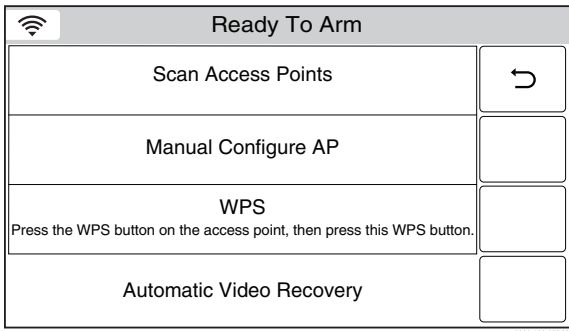 Ready To Arm
Scan Access Points
Manual Configure AP
WPS
Press the WPS button on the access point, then press this WPS button.
Automatic Video Recovery